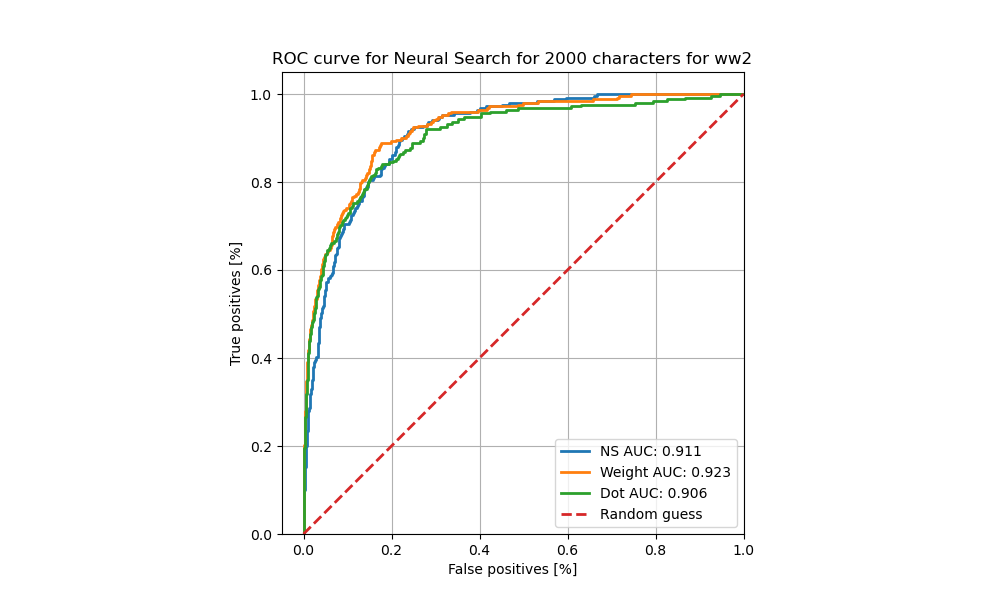 ROC curve for Neural Search for 2000 characters for ww2
True positives [%]
1.0
0.8
0.6
0.4
0.2
0.0
0.0 0.2 0.4 0.6 0.8 1.0
False positives [%]
NS AUC: 0.911
Weight AUC: 0.923
Dot AUC: 0.906
Random guess